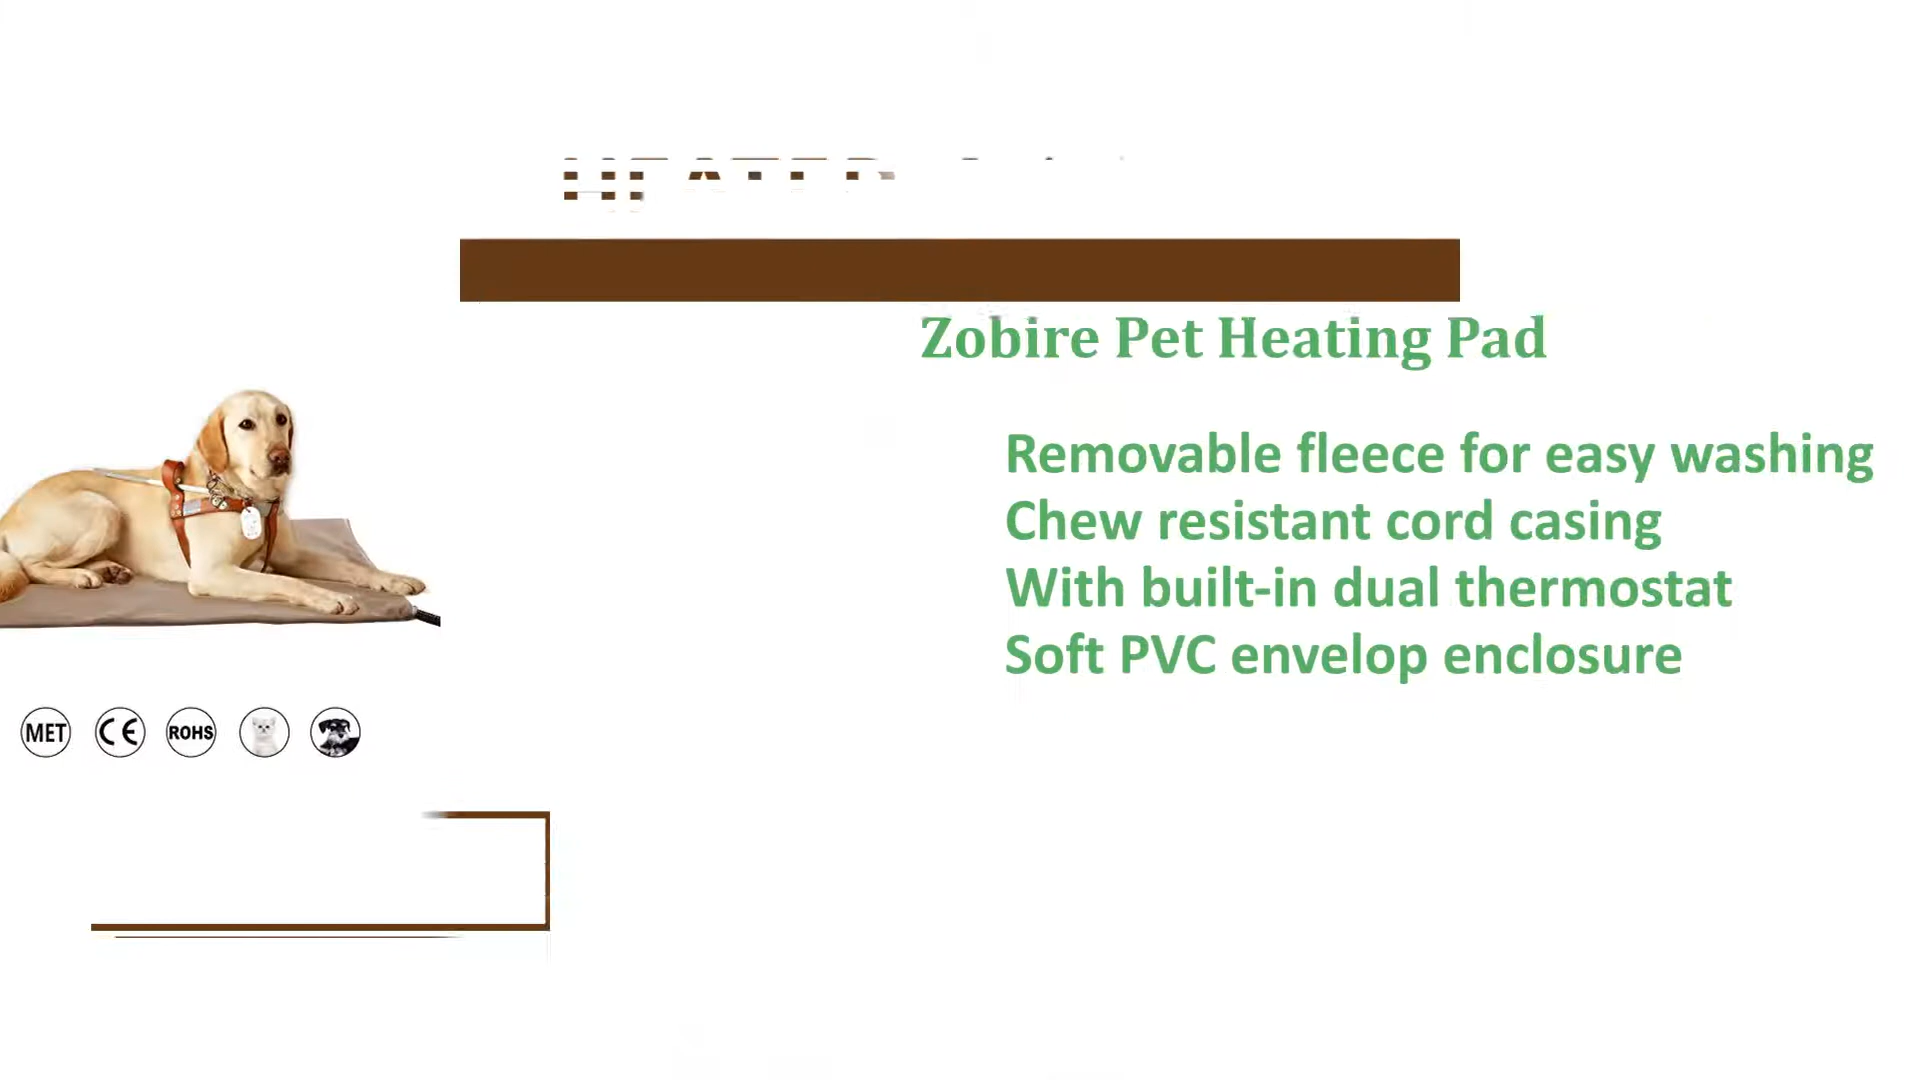 Zobire Pet Heating Pad
Removable fleece for easy washing
Chew resistant cord casing
With built-in dual thermostat
Soft PVC envelop enclosure
MET
CE
ROHS